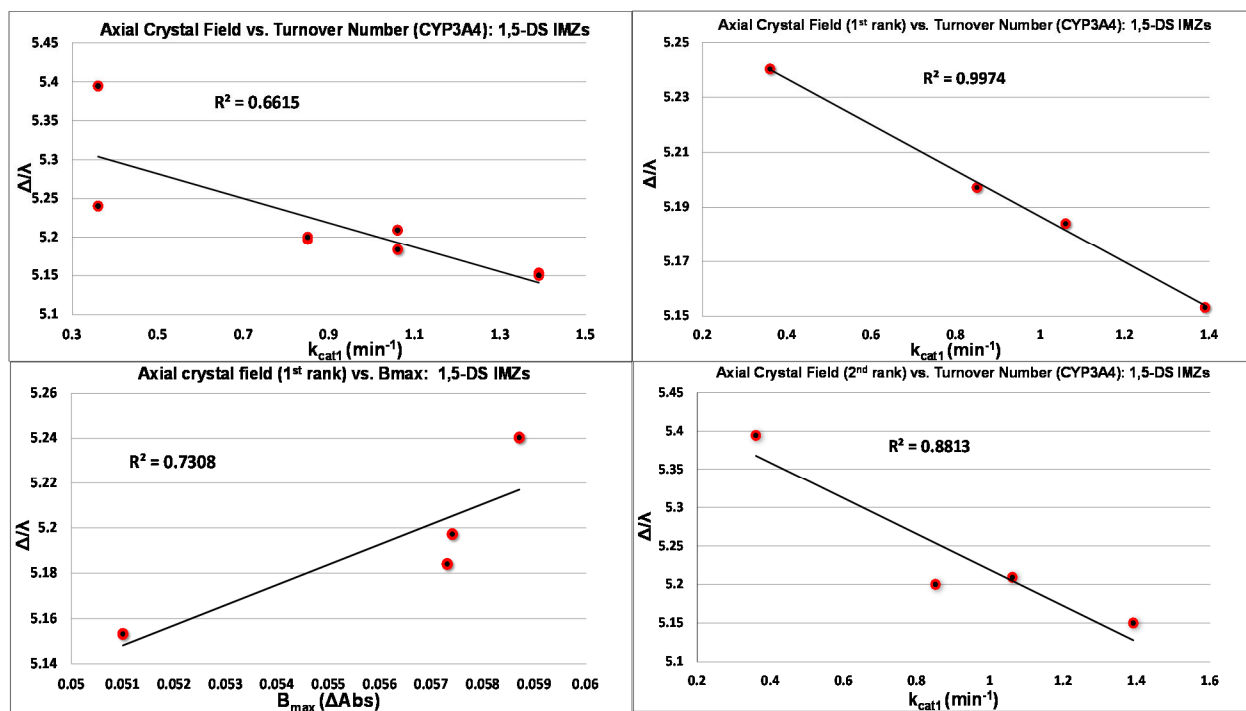 Axial Crystal Field vs. Turnover Number (CYP3A4): 1,5-DS IMZs
5.45
5.4
5.35
5.3
5.25
5.2
5.15
5.1
Δ/λ
R² = 0.6615
0.3 0.5 0.7 0.9 1.1 1.3 1.5
k_cat1 (min⁻¹)
Axial Crystal Field (1st rank) vs. Turnover Number (CYP3A4): 1,5-DS IMZs
5.25
5.23
5.21
5.19
5.17
5.15
Δ/λ
R² = 0.9974
0.2 0.4 0.6 0.8 1 1.2 1.4
k_cat1 (min⁻¹)
Axial crystal field (1st rank) vs. Bmax: 1,5-DS IMZs
5.26
5.24
5.22
5.2
5.18
5.16
5.14
Δ/λ
R² = 0.7308
0.05 0.051 0.052 0.053 0.054 0.055 0.056 0.057 0.058 0.059 0.06
B_max (ΔAbs)
Axial Crystal Field (2nd rank) vs. Turnover Number (CYP3A4): 1,5-DS IMZs
5.45
5.4
5.35
5.3
5.25
5.2
5.15
5.1
Δ/λ
R² = 0.8813
0.2 0.4 0.6 0.8 1 1.2 1.4 1.6
k_cat1 (min⁻¹)